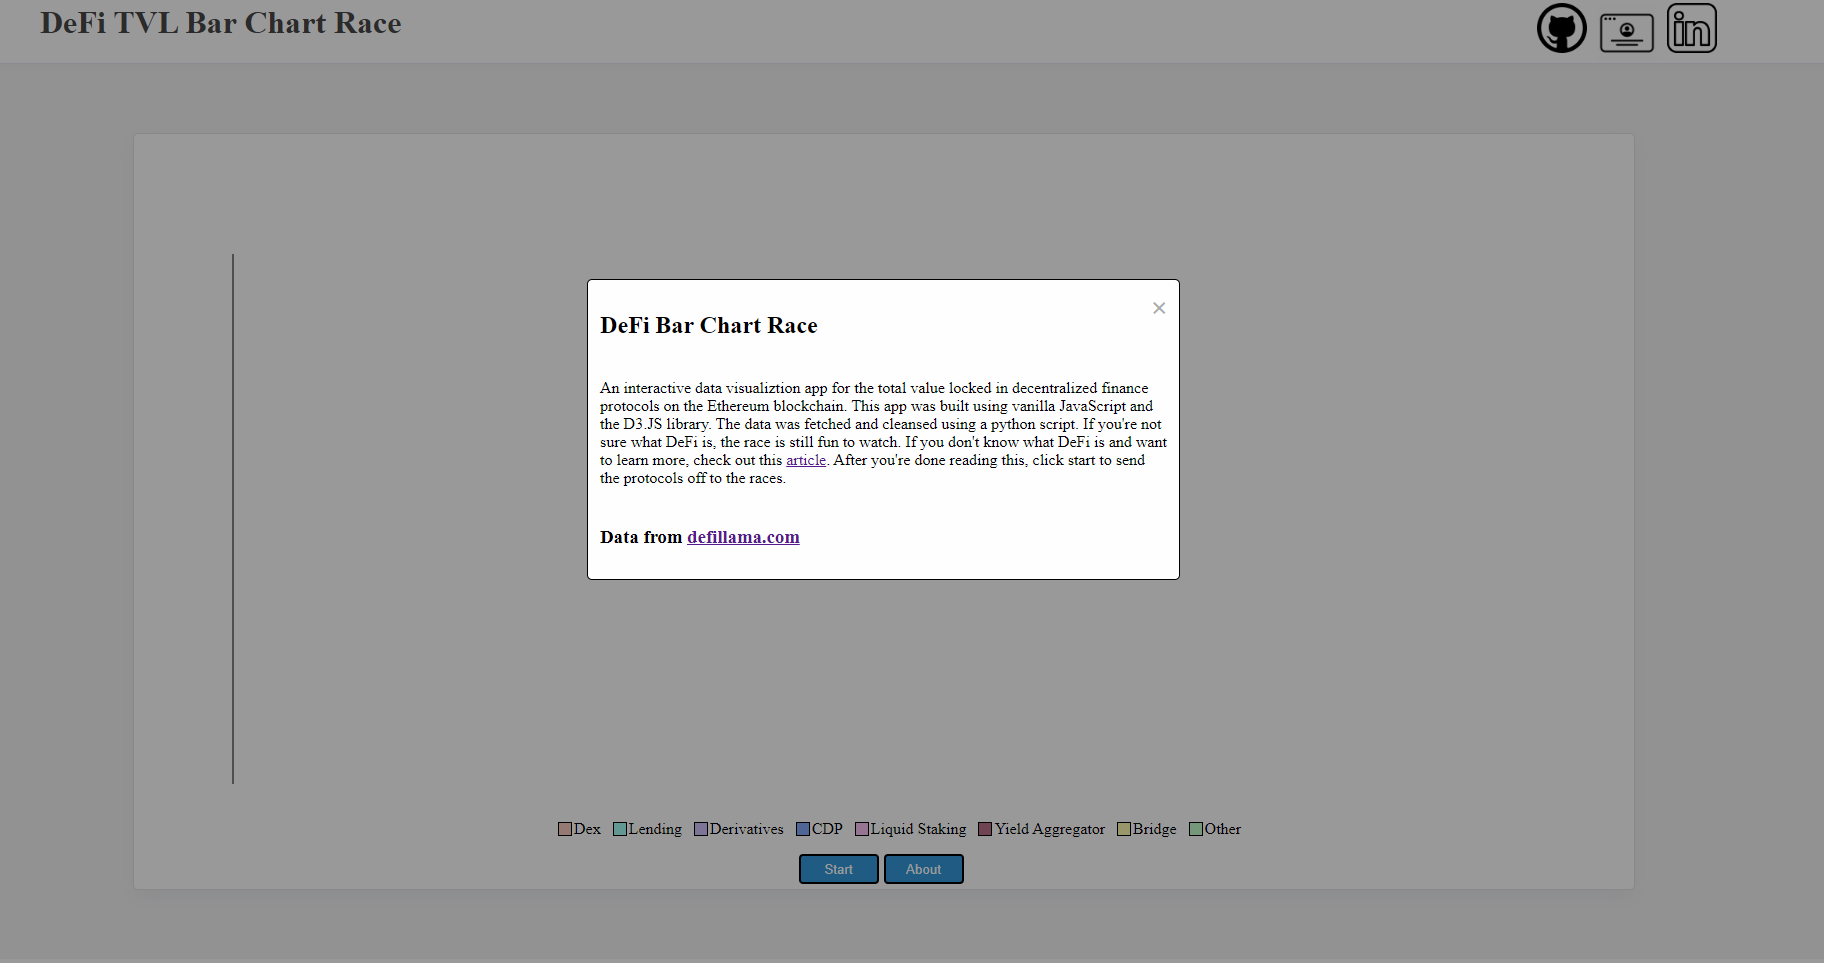 DeFi TVL Bar Chart Race
in
DeFi Bar Chart Race
An interactive data visualiztion app for the total value locked in decentralized finance
protocols on the Ethereum blockchain. This app was built using vanilla JavaScript and
the D3.JS library. The data was fetched and cleansed using a python script. If you're not
sure what DeFi is, the race is still fun to watch. If you don't know what DeFi is and want
to learn more, check out this article. After you're done reading this, click start to send
the protocols off to the races.
Data from defillama.com
Dex Lending Derivatives CDP Liquid Staking Yield Aggregator Bridge Other
Start About